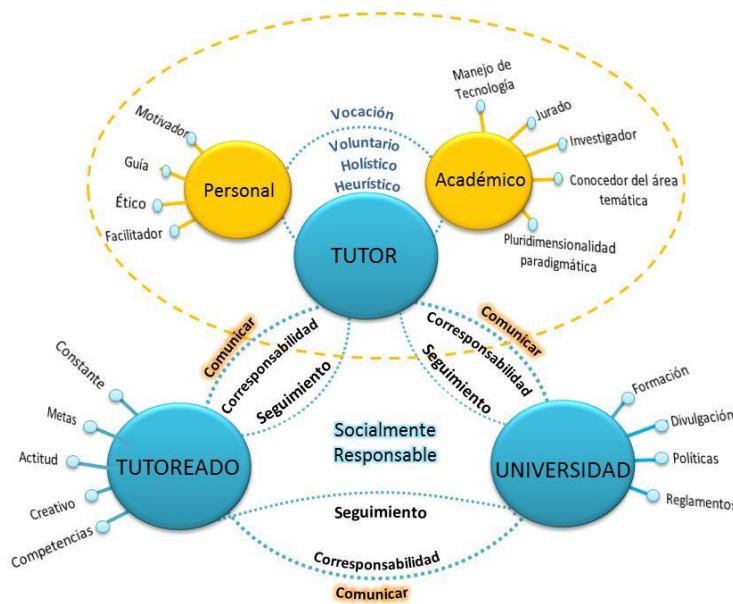 Manejo de
Tecnología
Jurado
Investigador
Conocedor del área
temática
Pluridimensionalidad
paradigmática
Académico
Vocación
Voluntario
Holístico
Heurístico
Motivador
Guía
Ético
Facilitador
Personal
TUTOR
Comunicar
Corresponsabilidad
Seguimiento
Comunicar
Corresponsabilidad
Seguimiento
Constante
Metas
Actitud
Creativo
Competencias
TUTOREADO
Socialmente
Responsable
UNIVERSIDAD
Formación
Divulgación
Políticas
Reglamentos
Seguimiento
Corresponsabilidad
Comunicar